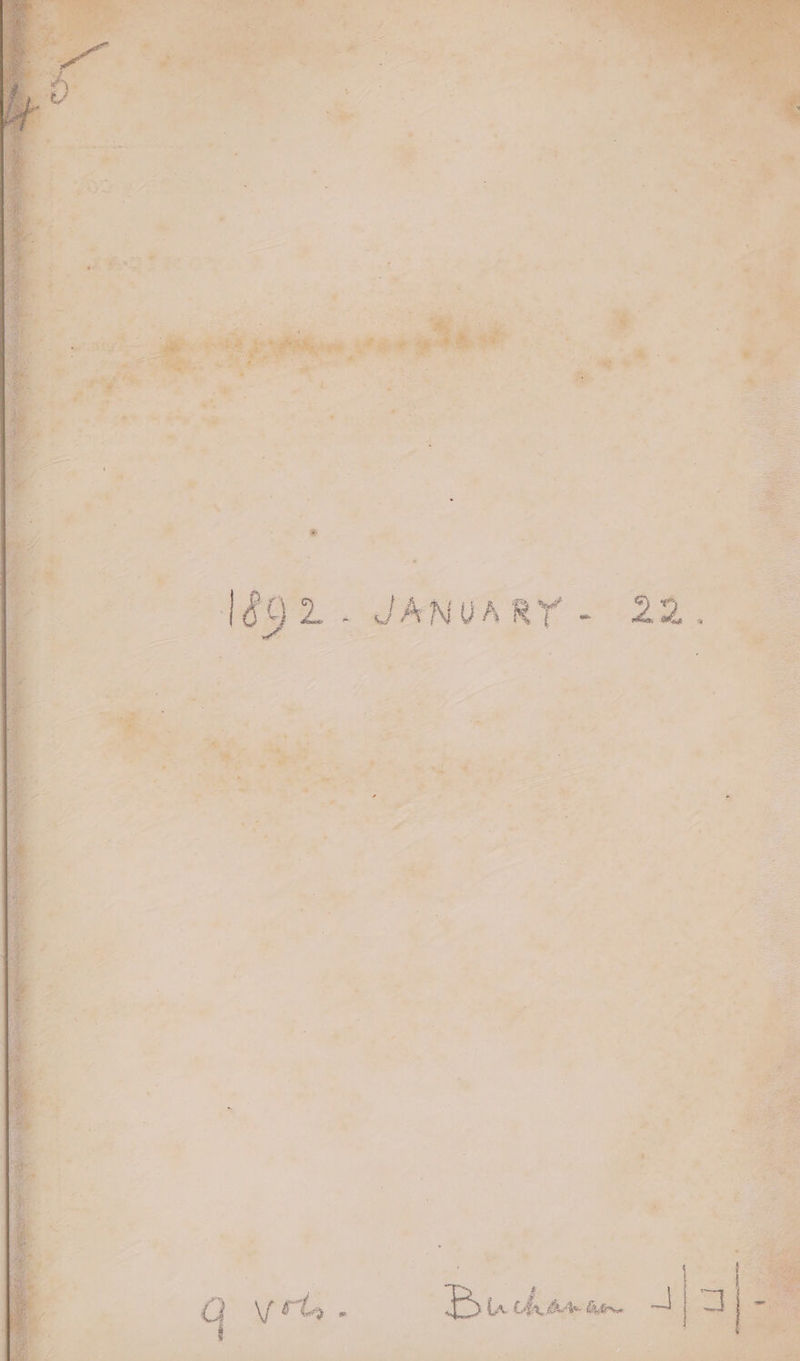 45
1892 - JANUARY - 22.
9 vols. Buchanan